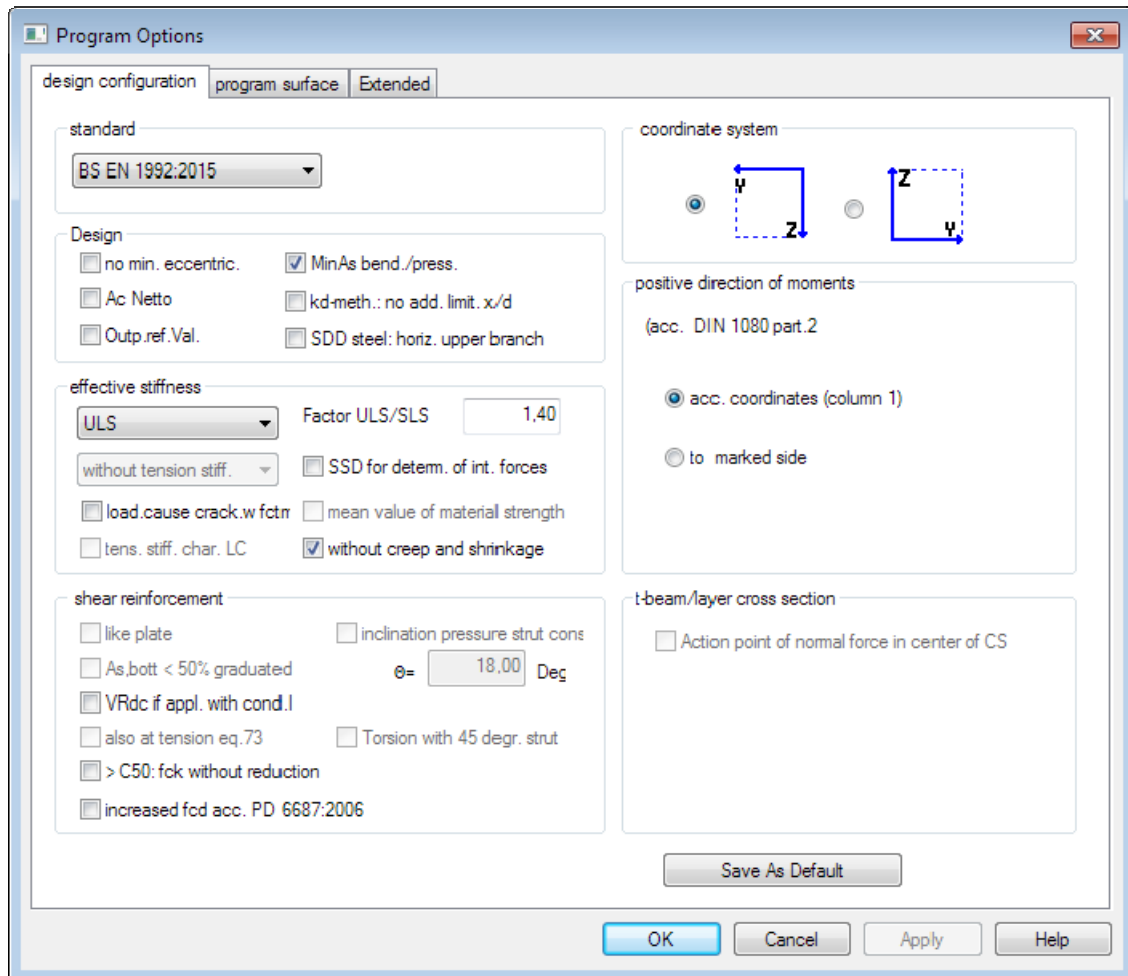 Program Options
design configuration
program surface
Extended
standard
BS EN 1992:2015
Design
no min. eccentric.
MinAs bend./press.
Ac Netto
kd-meth.: no add. limit. x/d
Outp.ref.Val.
SDD steel: horiz. upper branch
effective stiffness
ULS
Factor ULS/SLS
1,40
without tension stiff.
SSD for determ. of int. forces
load.cause crack.w fctm
mean value of material strength
tens. stiff. char. LC
without creep and shrinkage
shear reinforcement
like plate
inclination pressure strut cons
As,bott < 50% graduated
Θ=
18,00
Deg
VRdc if appl. with cond.I
also at tension eq.73
Torsion with 45 degr. strut
> C50: fck without reduction
increased fcd acc. PD 6687:2006
coordinate system
Y
Z
Z
Y
positive direction of moments
(acc. DIN 1080 part.2
acc. coordinates (column 1)
to marked side
t-beam/layer cross section
Action point of normal force in center of CS
Save As Default
OK
Cancel
Apply
Help